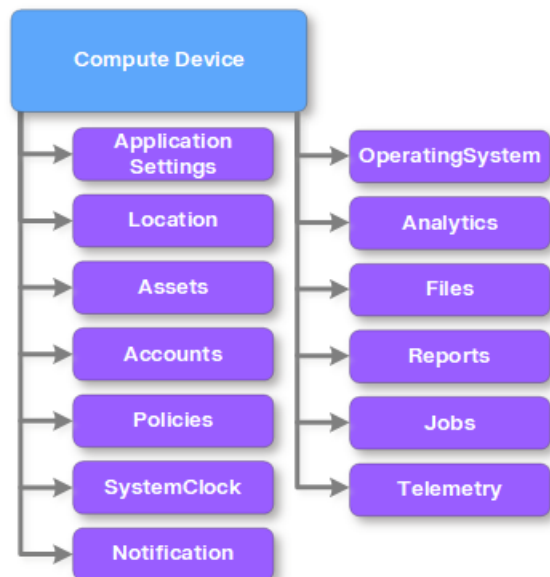 Compute Device
Application
Settings
Location
Assets
Accounts
Policies
SystemClock
Notification
OperatingSystem
Analytics
Files
Reports
Jobs
Telemetry